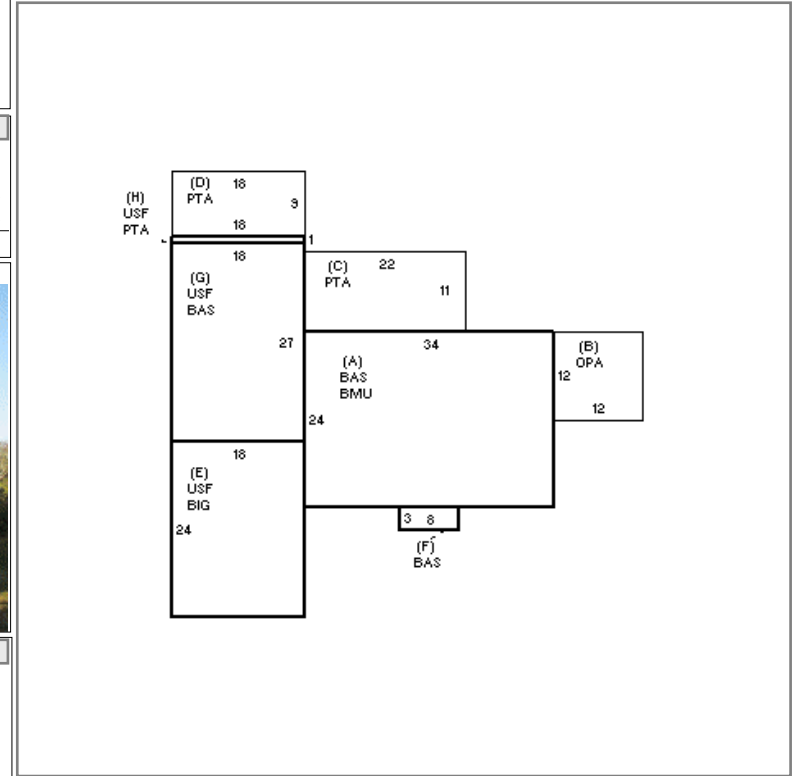 (D) 18
PTA
9
18
(H)
USF
PTA
1
18
(G)
USF
BAS
27
(C) 22
PTA
11
34
(A)
BAS
BMU
24
(B)
OPA
12
12
18
(E)
USF
BIG
24
3 8
(F)
BAS